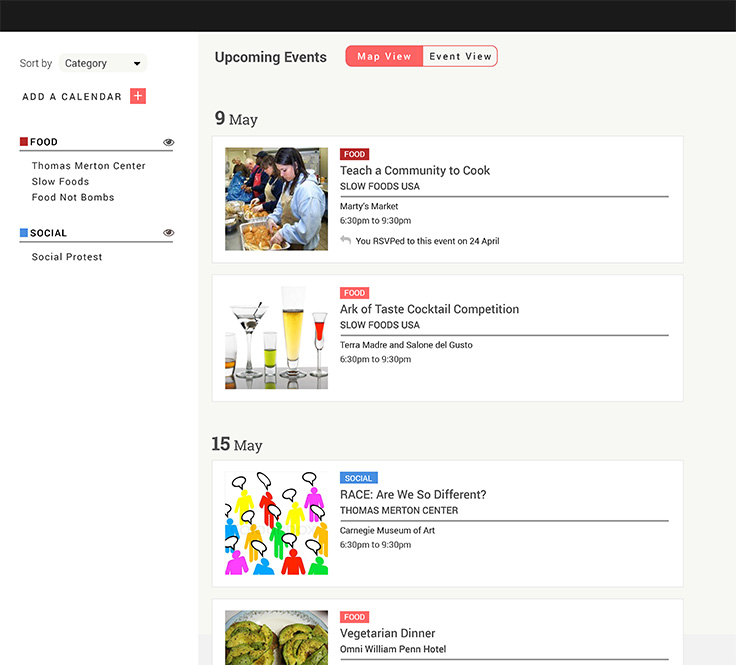 Sort by Category
ADD A CALENDAR +
FOOD
Thomas Merton Center
Slow Foods
Food Not Bombs
SOCIAL
Social Protest
Upcoming Events
Map View Event View
9 May
FOOD
Teach a Community to Cook
SLOW FOODS USA
Marty's Market
6:30pm to 9:30pm
You RSVPed to this event on 24 April
FOOD
Ark of Taste Cocktail Competition
SLOW FOODS USA
Terra Madre and Salone del Gusto
6:30pm to 9:30pm
15 May
SOCIAL
RACE: Are We So Different?
THOMAS MERTON CENTER
Carnegie Museum of Art
6:30pm to 9:30pm
FOOD
Vegetarian Dinner
Omni William Penn Hotel